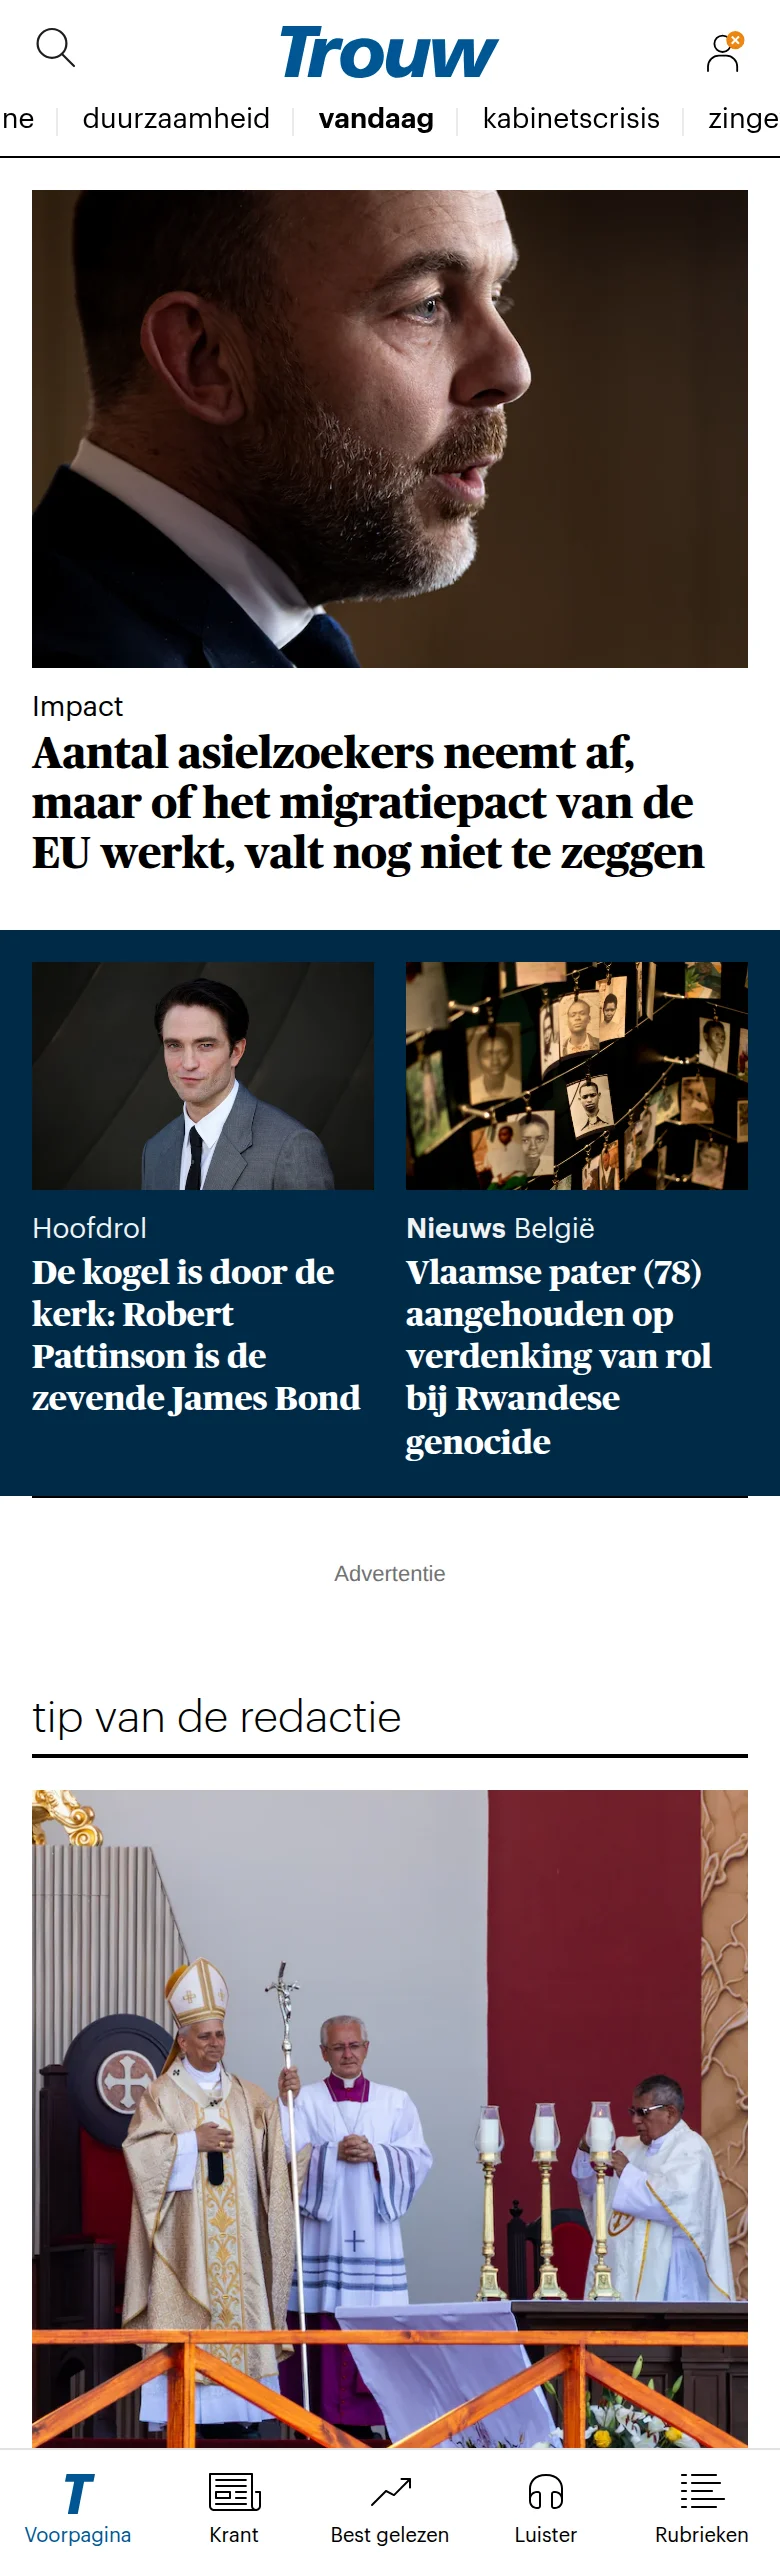 Trouw
ne duurzaamheid vandaag kabinetscrisis zinge
Impact
Aantal asielzoekers neemt af,
maar of het migratiepact van de
EU werkt, valt nog niet te zeggen
Hoofdrol
De kogel is door de
kerk: Robert
Pattinson is de
zevende James Bond
Nieuws België
Vlaamse pater (78)
aangehouden op
verdenking van rol
bij Rwandese
genocide
Advertentie
tip van de redactie
T
Voorpagina Krant Best gelezen Luister Rubrieken